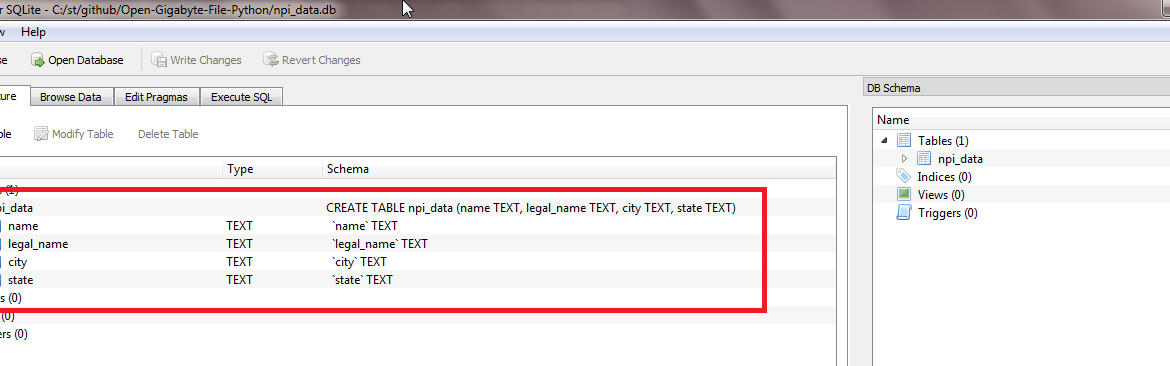 r SQLite - C:/st/github/Open-Gigabyte-File-Python/npi_data.db
w Help
se Open Database Write Changes Revert Changes
ture Browse Data Edit Pragmas Execute SQL
ble Modify Table Delete Table
Type Schema
s (1)
pi_data CREATE TABLE npi_data (name TEXT, legal_name TEXT, city TEXT, state TEXT)
name TEXT `name` TEXT
legal_name TEXT `legal_name` TEXT
city TEXT `city` TEXT
state TEXT `state` TEXT
s (0)
(0)
ers (0)
DB Schema
Name
Tables (1)
npi_data
Indices (0)
Views (0)
Triggers (0)